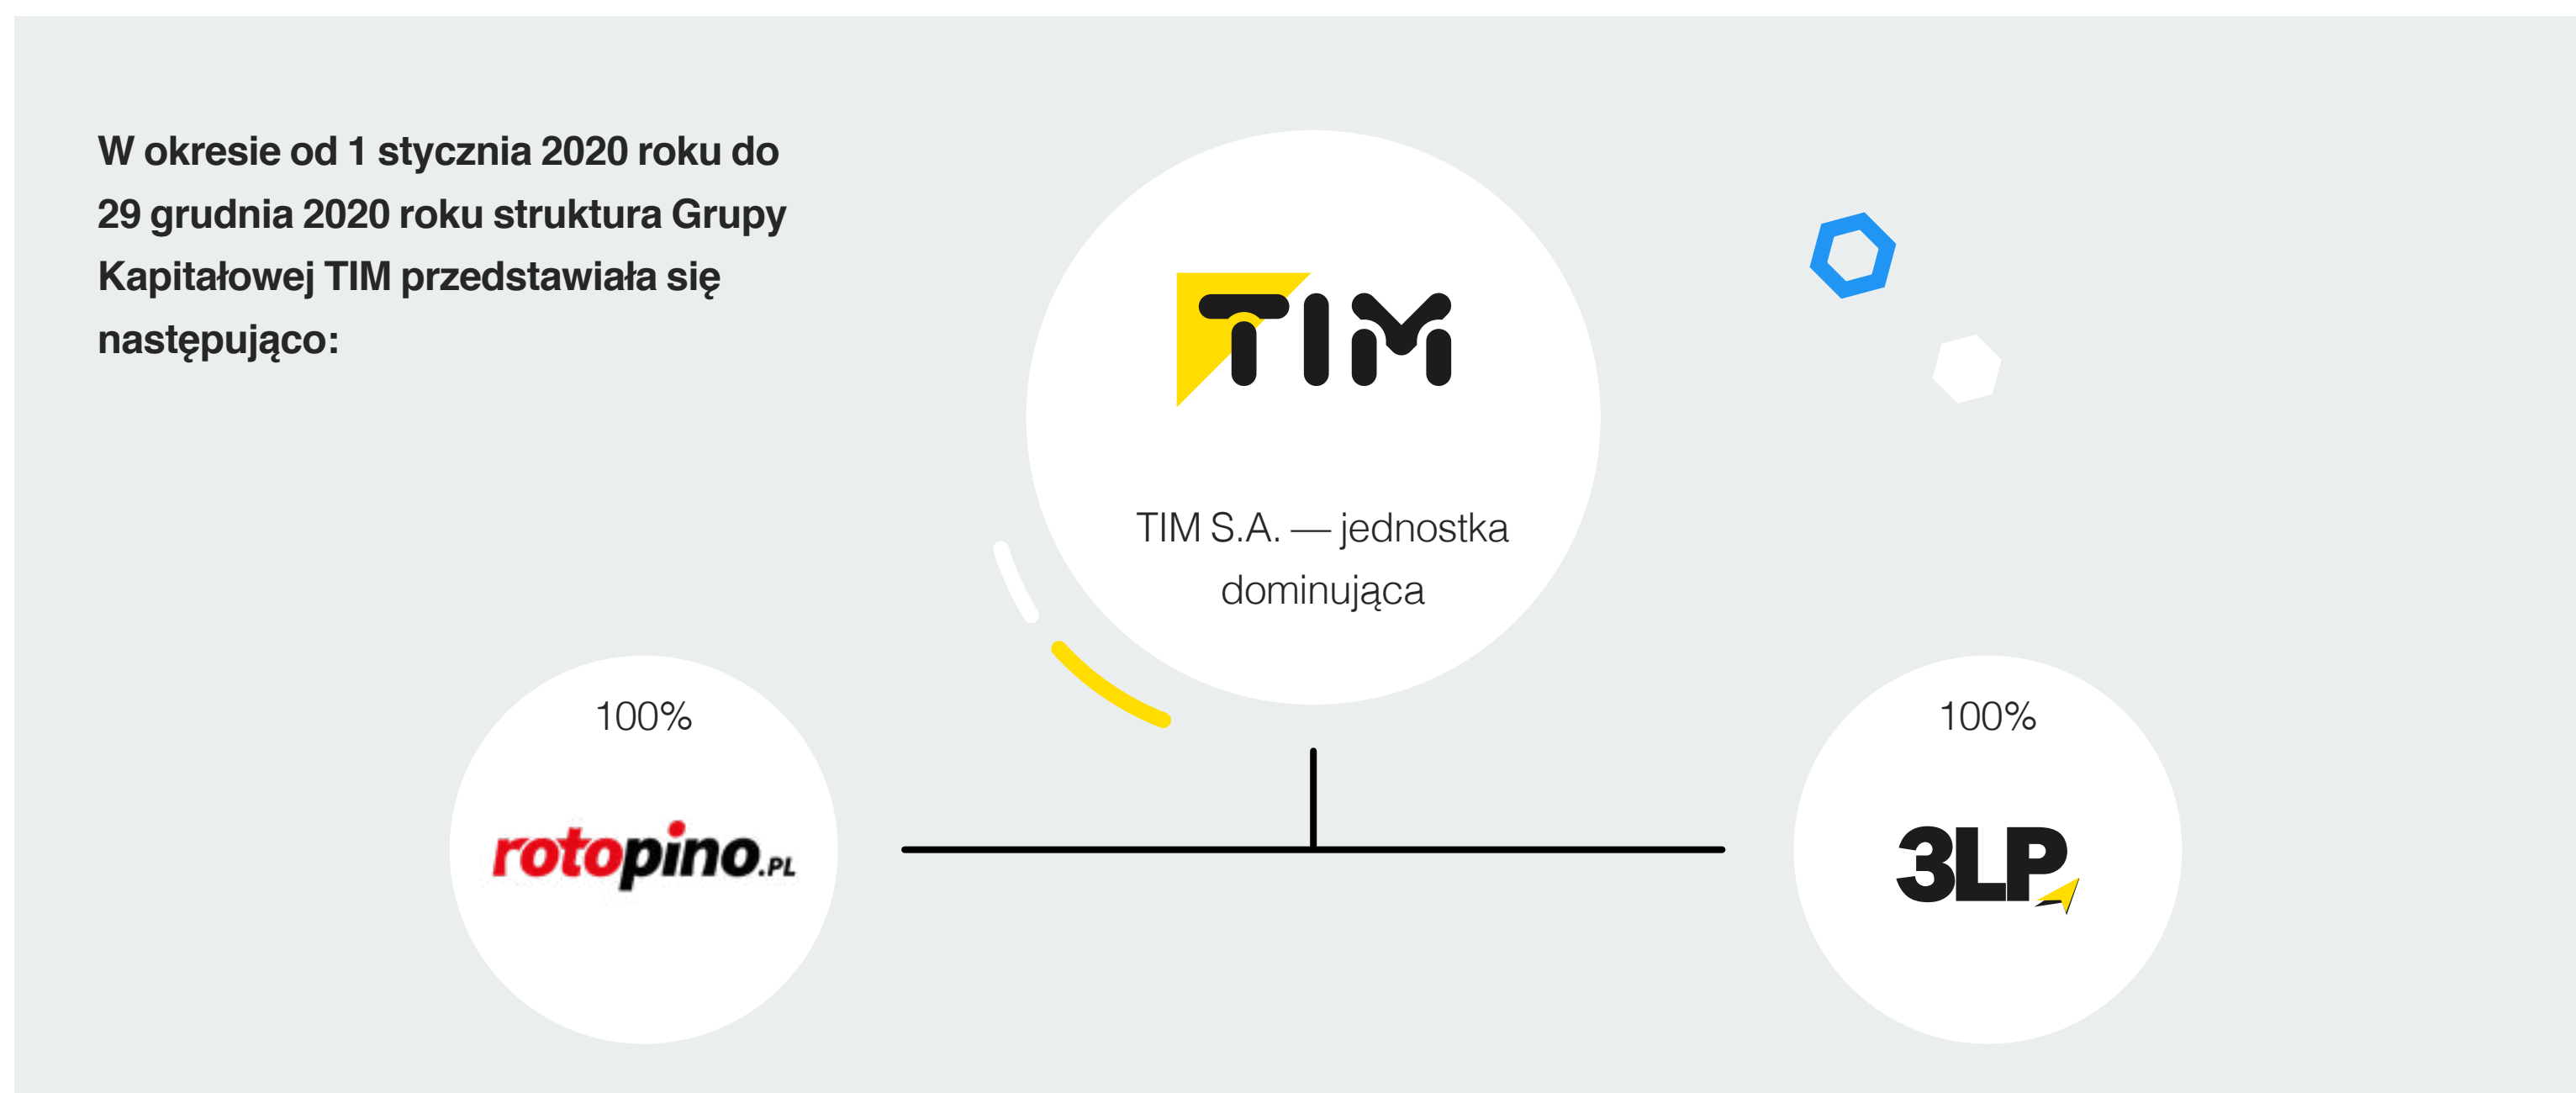 W okresie od 1 stycznia 2020 roku do
29 grudnia 2020 roku struktura Grupy
Kapitałowej TIM przedstawiała się
następująco:
TIM
TIM S.A. — jednostka
dominująca
100%
rotopino.PL
100%
3LP